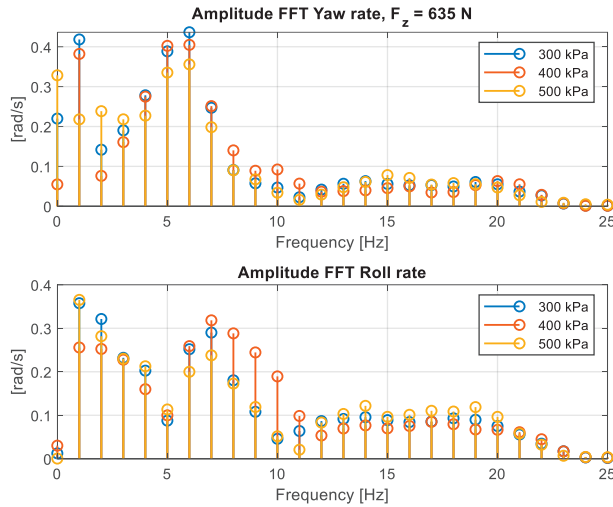 Amplitude FFT Yaw rate, F_z = 635 N
[rad/s]
0.4
0.3
0.2
0.1
0
300 kPa
400 kPa
500 kPa
0 5 10 15 20 25
Frequency [Hz]
Amplitude FFT Roll rate
[rad/s]
0.4
0.3
0.2
0.1
0
300 kPa
400 kPa
500 kPa
0 5 10 15 20 25
Frequency [Hz]